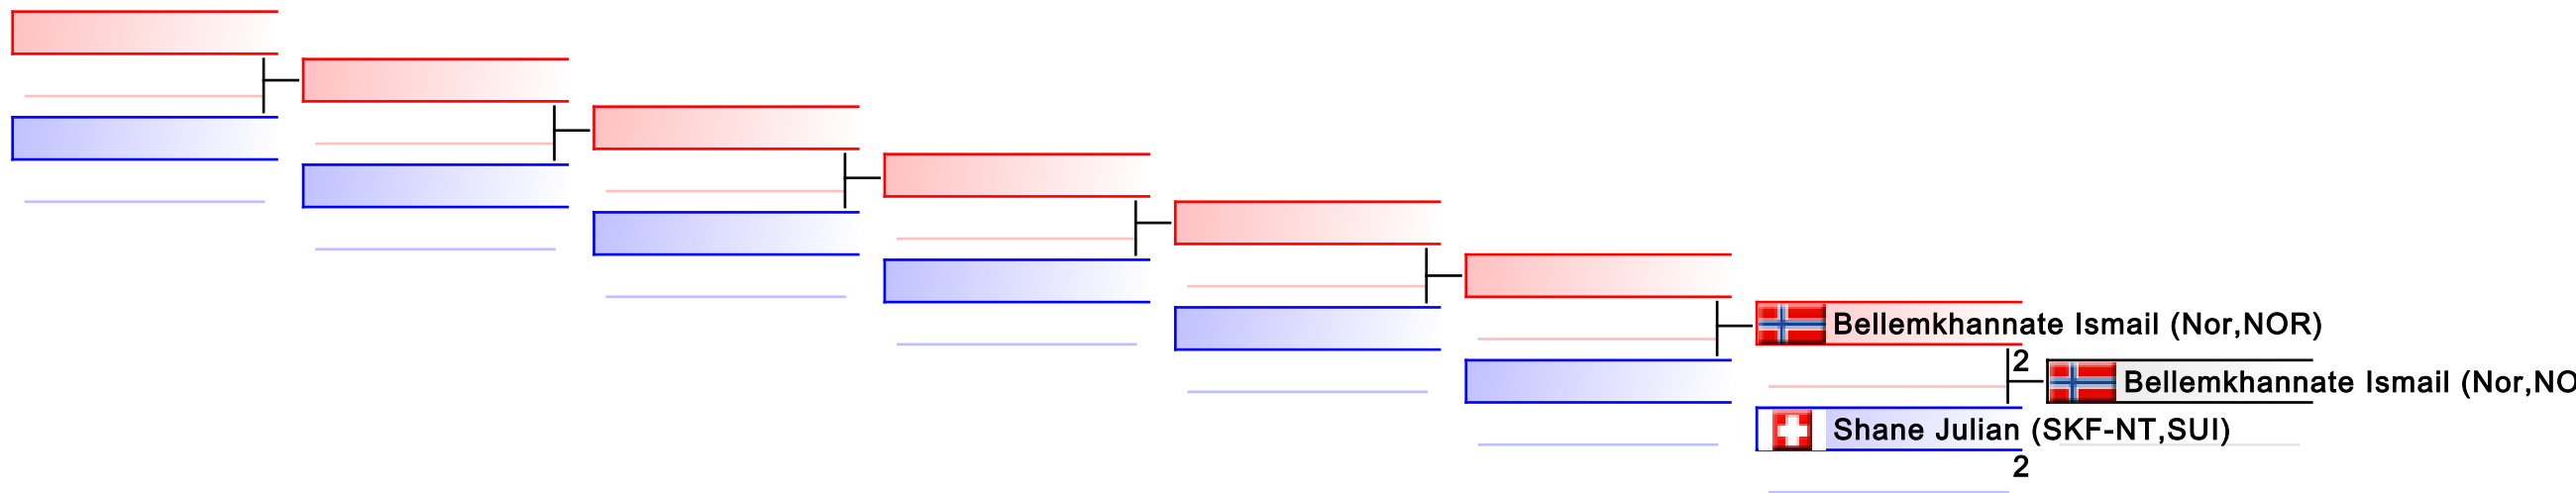 Bellemkhannate Ismail (Nor,NOR)
2
Bellemkhannate Ismail (Nor,NO
Shane Julian (SKF-NT,SUI)
2